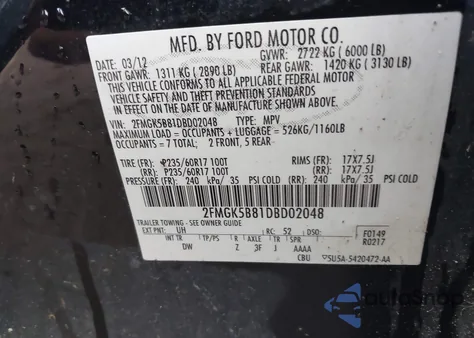 MFD. BY FORD MOTOR CO.
DATE: 03/12 GVWR: 2722 KG ( 6000 LB)
FRONT GAWR: 1311 KG ( 2890 LB) REAR GAWR: 1420 KG ( 3130 LB)
THIS VEHICLE CONFORMS TO ALL APPLICABLE FEDERAL MOTOR
VEHICLE SAFETY AND THEFT PREVENTION STANDARDS
IN EFFECT ON THE DATE OF MANUFACTURE SHOWN ABOVE.
VEHICLE: 2FMGK5B81DBD02048 TYPE: MPV
MAXIMUM LOAD = OCCUPANTS + LUGGAGE = 526KG/1160LB
OCCUPANTS = 7 TOTAL; 2 FRONT, 5 REAR
TIRE (FR): P235/60R17 100T RIMS (FR): 17X7.5J
(RR): P235/60R17 100T (RR): 17X7.5J
PRESSURE (FR): 240 kPa/ 35 PSI COLD (RR): 240 kPa/ 35 PSI COLD
2FMGK5B81DBD02048
TRAILER TOWING - SEE OWNER GUIDE
EXT PNT: UH RC: 52 DSO: F0149
R0217
INT TR TP/PS R AXLE TR SPR
DW Z 3F J AAAA
CBU 5U5A-5420472-AA
AutoSnap